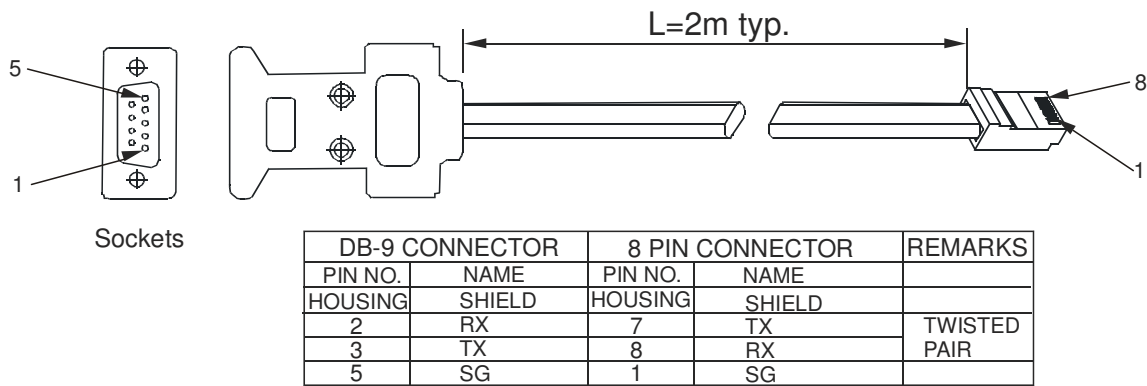 L=2m typ.
5
1
8
1
Sockets
DB-9 CONNECTOR 8 PIN CONNECTOR REMARKS
PIN NO. NAME PIN NO. NAME
HOUSING SHIELD HOUSING SHIELD
2 RX 7 TX TWISTED
3 TX 8 RX PAIR
5 SG 1 SG